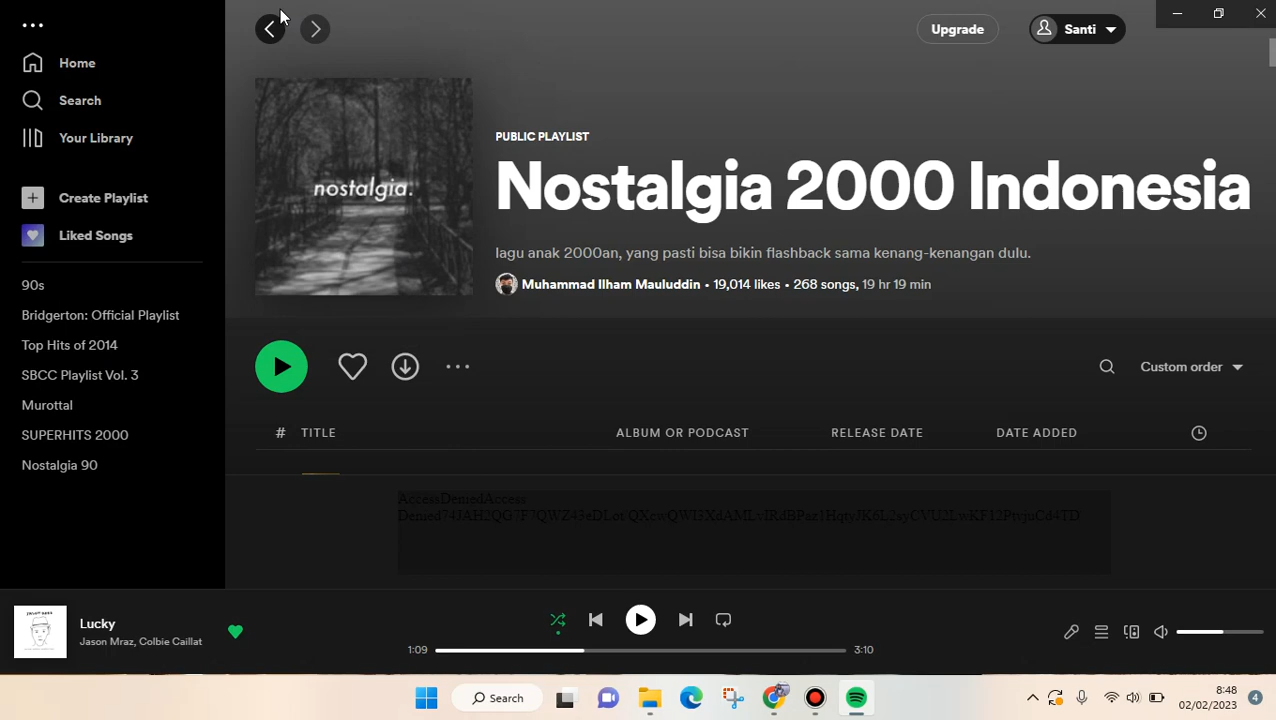 Home
Search
Your Library
Create Playlist
Liked Songs
90s
Bridgerton: Official Playlist
Top Hits of 2014
SBCC Playlist Vol. 3
Murottal
SUPERHITS 2000
Nostalgia 90
Upgrade
Santi
nostalgia.
PUBLIC PLAYLIST
Nostalgia 2000 Indonesia
lagu anak 2000an, yang pasti bisa bikin flashback sama kenang-kenangan dulu.
Muhammad Ilham Mauluddin • 19,014 likes • 268 songs, 19 hr 19 min
Custom order
# TITLE ALBUM OR PODCAST RELEASE DATE DATE ADDED
AccessDeniedAccess
Lucky
Jason Mraz, Colbie Caillat
1:09
3:10
Search
8:48
02/02/2023
4